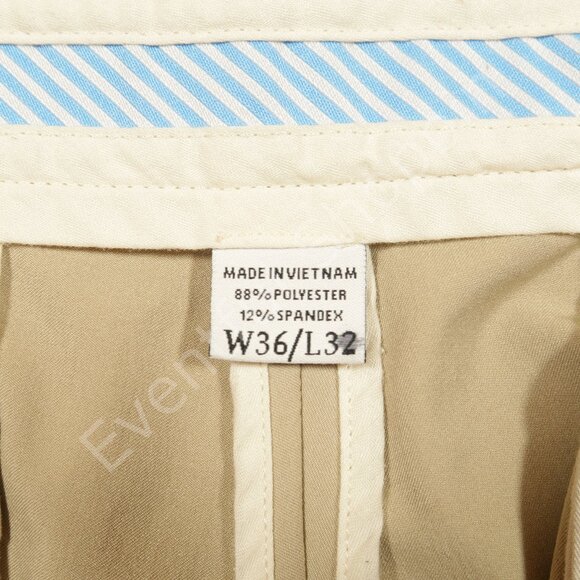 MADE IN VIETNAM
88% POLYESTER
12% SPANDEX
W36/L32